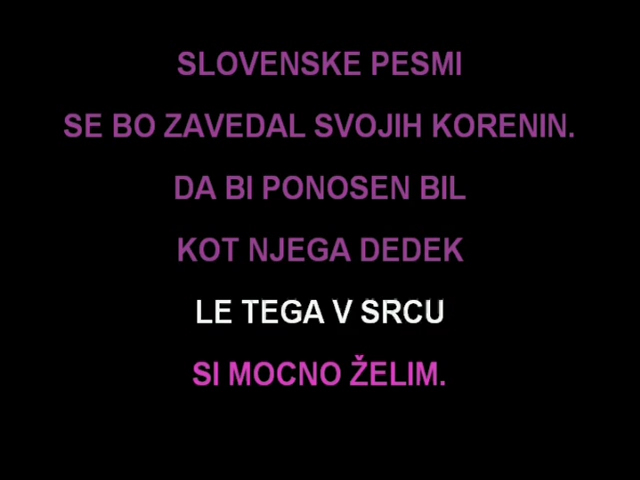 SLOVENSKE PESMI
SE BO ZAVEDAL SVOJIH KORENIN.
DA BI PONOSEN BIL
KOT NJEGA DEDEK
LE TEGA V SRCU
SI MOCNO ŽELIM.